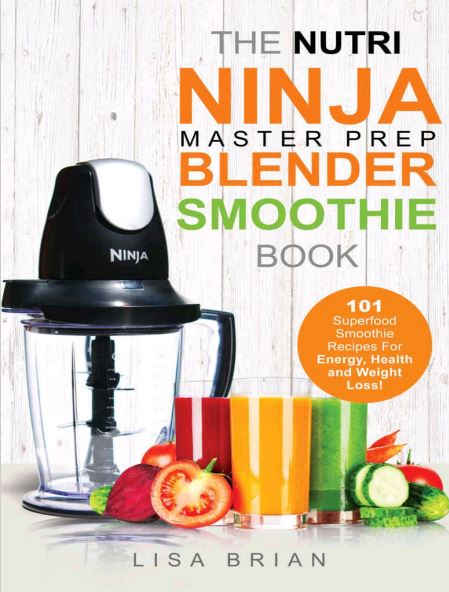 THE NUTRI
NINJA
MASTER PREP
BLENDER
SMOOTHIE
BOOK
NINJA
101
Superfood
Smoothie
Recipes For
Energy, Health
and Weight
Loss!
LISA BRIAN